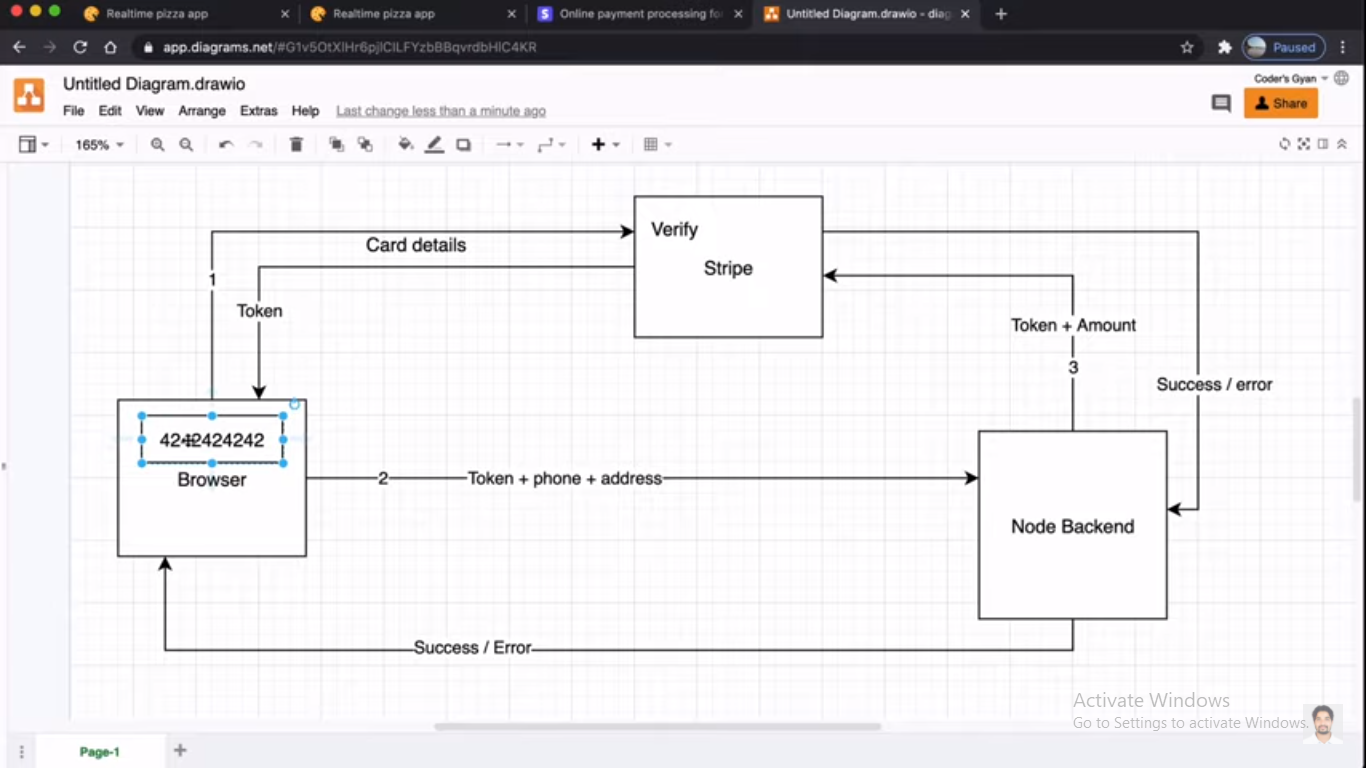 Realtime pizza app
Realtime pizza app
Online payment processing fo
Untitled Diagram.drawio - diag
app.diagrams.net/#G1v5OtXlHr6pjlClLFYzbBBqvrdbHlC4KR
Paused
Untitled Diagram.drawio
Coder's Gyan
File Edit View Arrange Extras Help Last change less than a minute ago
Share
165%
Verify
Card details
Stripe
1
Token
Token + Amount
3
Success / error
4242424242
Browser
2
Token + phone + address
Node Backend
Success / Error
Activate Windows
Go to Settings to activate Windows.
Page-1